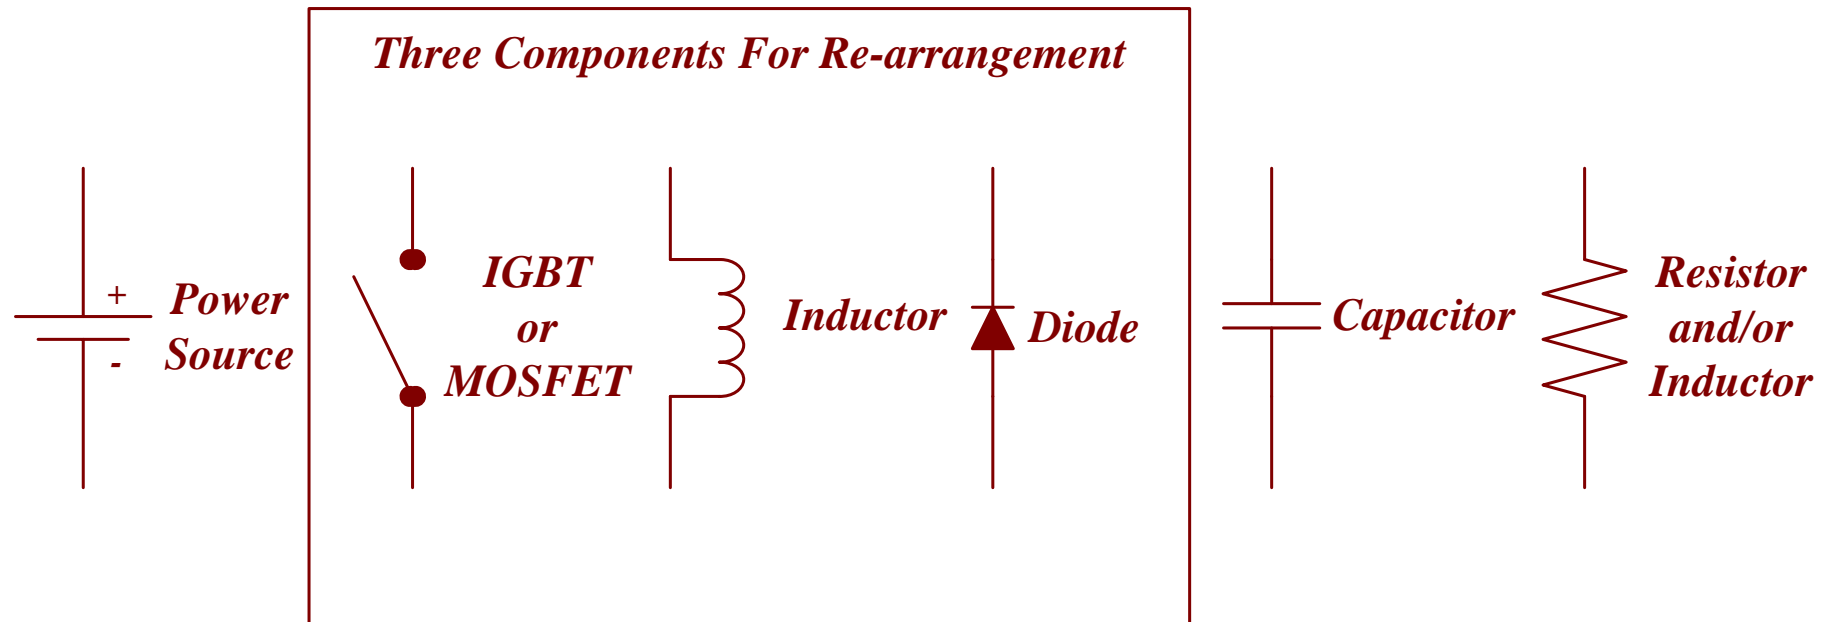 Three Components For Re-arrangement
+
-
Power
Source
IGBT
or
MOSFET
Inductor
Diode
Capacitor
Resistor
and/or
Inductor